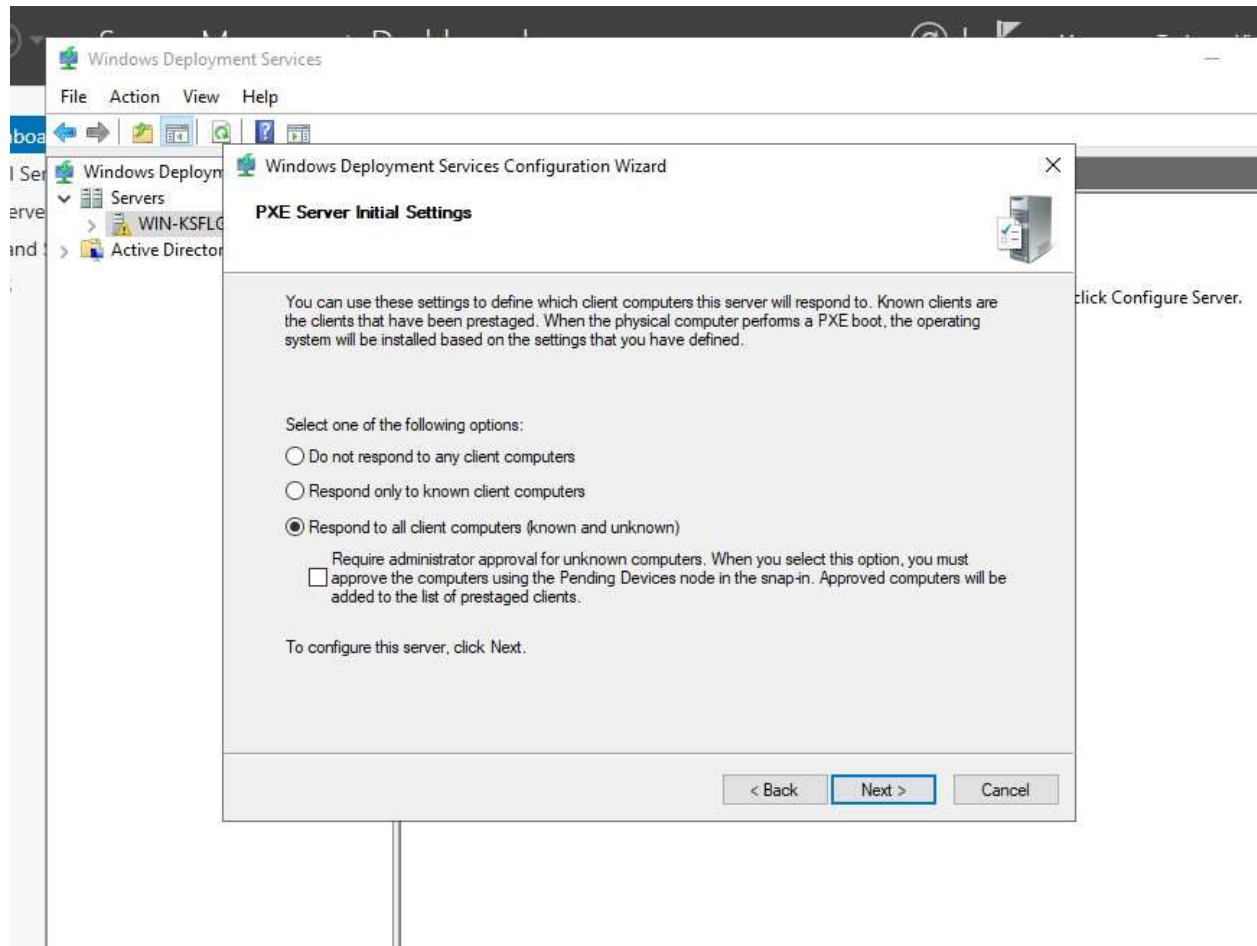 Windows Deployment Services
File Action View Help
Windows Deploym
Servers
WIN-KSFLG
Active Director
Windows Deployment Services Configuration Wizard
PXE Server Initial Settings
You can use these settings to define which client computers this server will respond to. Known clients are
the clients that have been prestaged. When the physical computer performs a PXE boot, the operating
system will be installed based on the settings that you have defined.
Select one of the following options:
Do not respond to any client computers
Respond only to known client computers
Respond to all client computers (known and unknown)
Require administrator approval for unknown computers. When you select this option, you must
approve the computers using the Pending Devices node in the snap-in. Approved computers will be
added to the list of prestaged clients.
To configure this server, click Next.
< Back Next > Cancel
click Configure Server.